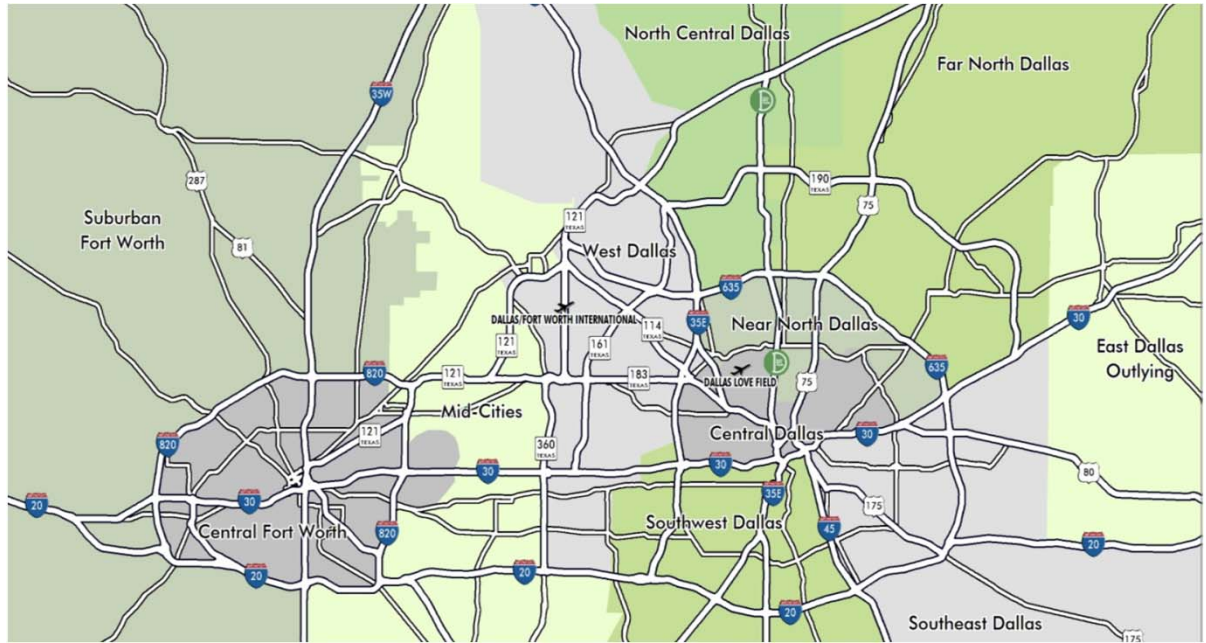 North Central Dallas
Far North Dallas
35W
287
190
TEXAS
75
Suburban
Fort Worth
81
121
TEXAS
West Dallas
635
DALLAS/FORT WORTH INTERNATIONAL
35E
114
TEXAS
Near North Dallas
30
121
TEXAS
161
TEXAS
East Dallas
Outlying
820
121
TEXAS
183
TEXAS
DALLAS LOVE FIELD
75
635
Mid-Cities
820
121
TEXAS
360
TEXAS
Central Dallas
30
30
30
80
20
30
35E
175
Central Fort Worth
820
Southwest Dallas
45
20
20
20
20
Southeast Dallas
175